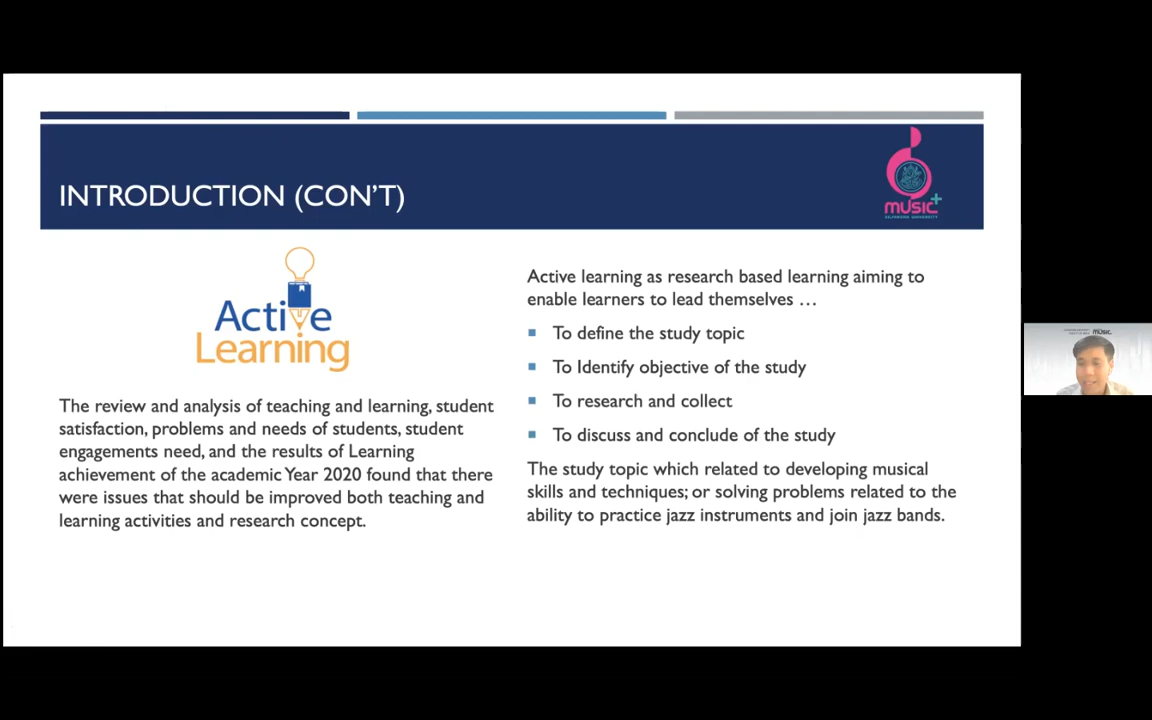 INTRODUCTION (CON'T)
MUSIC+
Active
Learning
The review and analysis of teaching and learning, student
satisfaction, problems and needs of students, student
engagements need, and the results of Learning
achievement of the academic Year 2020 found that there
were issues that should be improved both teaching and
learning activities and research concept.
Active learning as research based learning aiming to
enable learners to lead themselves …
To define the study topic
To Identify objective of the study
To research and collect
To discuss and conclude of the study
The study topic which related to developing musical
skills and techniques; or solving problems related to the
ability to practice jazz instruments and join jazz bands.
MUSIC.